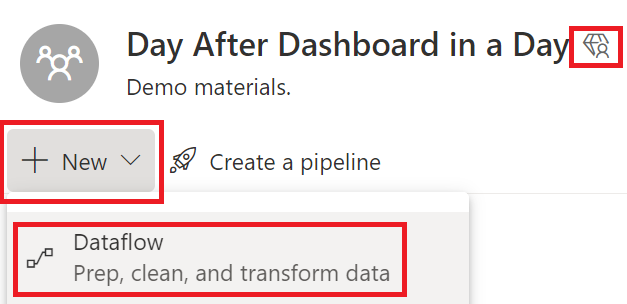 Day After Dashboard in a Day
Demo materials.
New
Create a pipeline
Dataflow
Prep, clean, and transform data